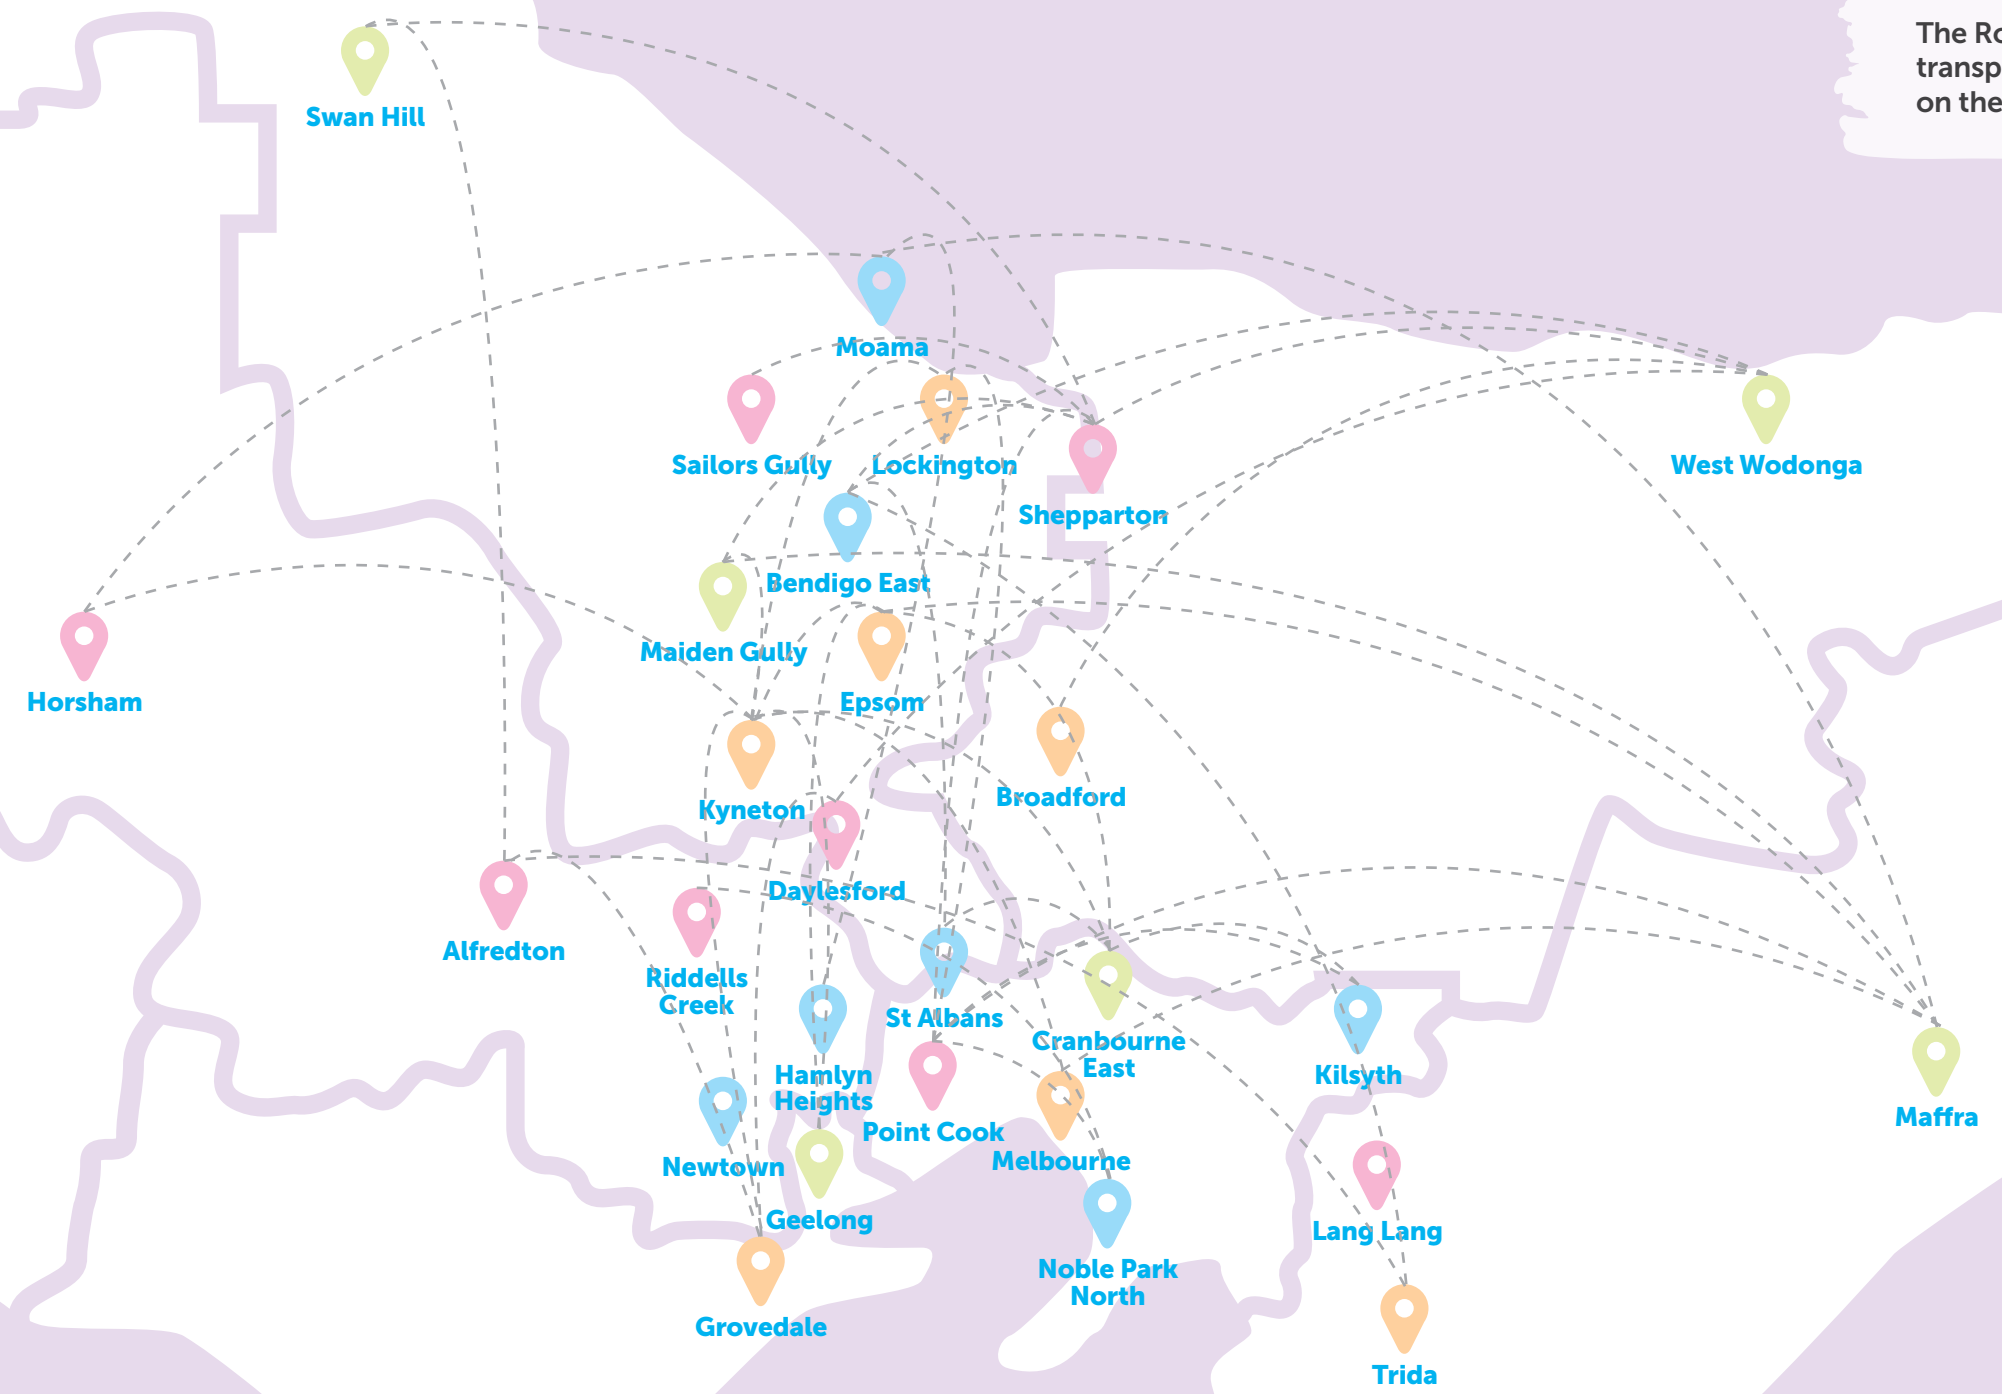 The Ro
transp
on the
Swan Hill
Moama
Sailors Gully
Lockington
Shepparton
West Wodonga
Bendigo East
Maiden Gully
Horsham
Epsom
Kyneton
Broadford
Daylesford
Alfredton
Riddells
Creek
St Albans
Cranbourne
East
Hamlyn
Heights
Kilsyth
Maffra
Point Cook
Melbourne
Newtown
Geelong
Lang Lang
Noble Park
North
Grovedale
Trida